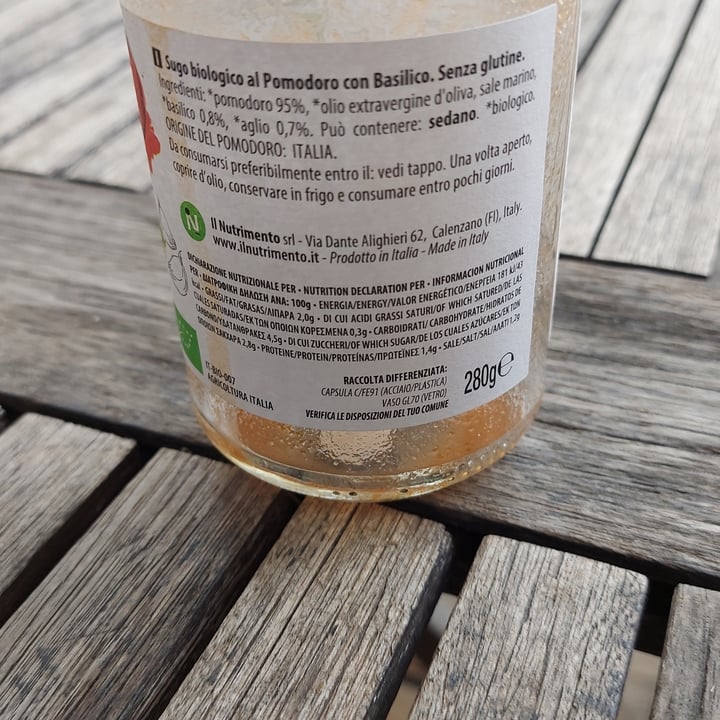 I Sugo biologico al Pomodoro con Basilico. Senza glutine.
Ingredienti: *pomodoro 95%, *olio extravergine d'oliva, sale marino,
*basilico 0,8%, *aglio 0,7%. Può contenere: sedano. *biologico.
ORIGINE DEL POMODORO: ITALIA.
Da consumarsi preferibilmente entro il: vedi tappo. Una volta aperto,
coprire d'olio, conservare in frigo e consumare entro pochi giorni.
Il Nutrimento srl - Via Dante Alighieri 62, Calenzano (FI), Italy.
www.ilnutrimento.it - Prodotto in Italia - Made in Italy
DICHIARAZIONE NUTRIZIONALE PER - NUTRITION DECLARATION PER - INFORMACION NUTRICIONAL
PER - ΔΙΑΤΡΟΦΙΚΗ ΔΗΛΩΣΗ ΑΝΑ: 100g • ENERGIA/ENERGY/VALOR ENERGÉTICO/ΕΝΕΡΓΕΙΑ 181 kJ/43
kcal • GRASSI/FAT/GRASAS/ΛΙΠΑΡΑ 2,0g • DI CUI ACIDI GRASSI SATURI/OF WHICH SATURED/DE LAS
CUALES SATURADAS/ΕΚ ΤΩΝ ΟΠΟΙΩΝ ΚΟΡΕΣΜΕΝΑ 0,3g • CARBOIDRATI/ CARBOHYDRATE/HIDRATOS DE
CARBONO/ΥΔΑΤΑΝΘΡΑΚΕΣ 4,5g • DI CUI ZUCCHERI/OF WHICH SUGAR/DE LOS CUALES AZÚCARES/ΕΚ ΤΩΝ
ΟΠΟΙΩΝ ΣΑΚΧΑΡΑ 2,8g • PROTEINE/PROTEIN/PROTEÍNAS/ΠΡΩΤΕΪΝΕΣ 1,4g • SALE/SALT/SAL/ΑΛΑΤΙ 1,2g
IT-BIO-007
AGRICOLTURA ITALIA
RACCOLTA DIFFERENZIATA:
CAPSULA C/FE91 (ACCIAIO/PLASTICA)
VASO GL70 (VETRO)
VERIFICA LE DISPOSIZIONI DEL TUO COMUNE
280g℮